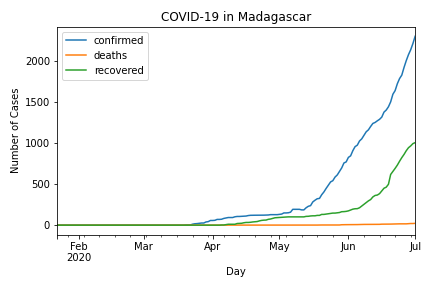 COVID-19 in Madagascar
confirmed
deaths
recovered
Number of Cases
2000
1500
1000
500
0
Feb
2020
Mar
Apr
May
Jun
Jul
Day